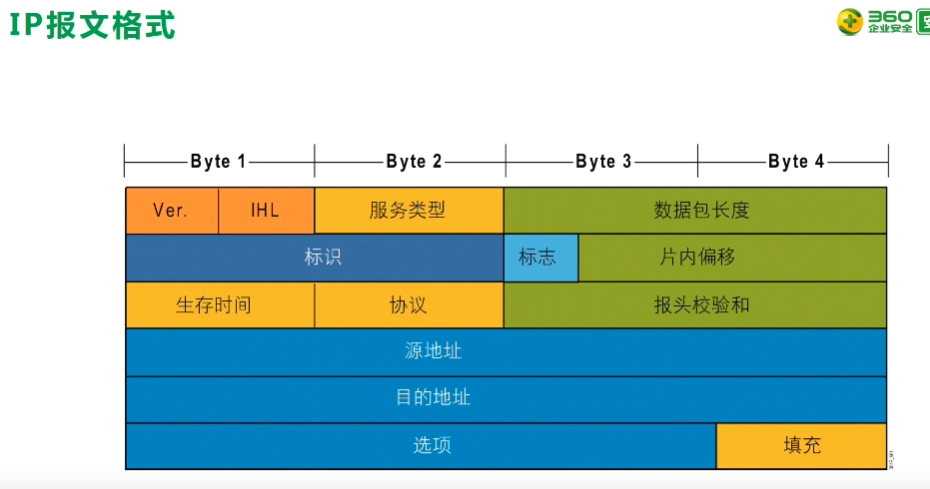 IP报文格式
360
企业安全
Byte 1
Byte 2
Byte 3
Byte 4
Ver.
IHL
服务类型
数据包长度
标识
标志
片内偏移
生存时间
协议
报头校验和
源地址
目的地址
选项
填充